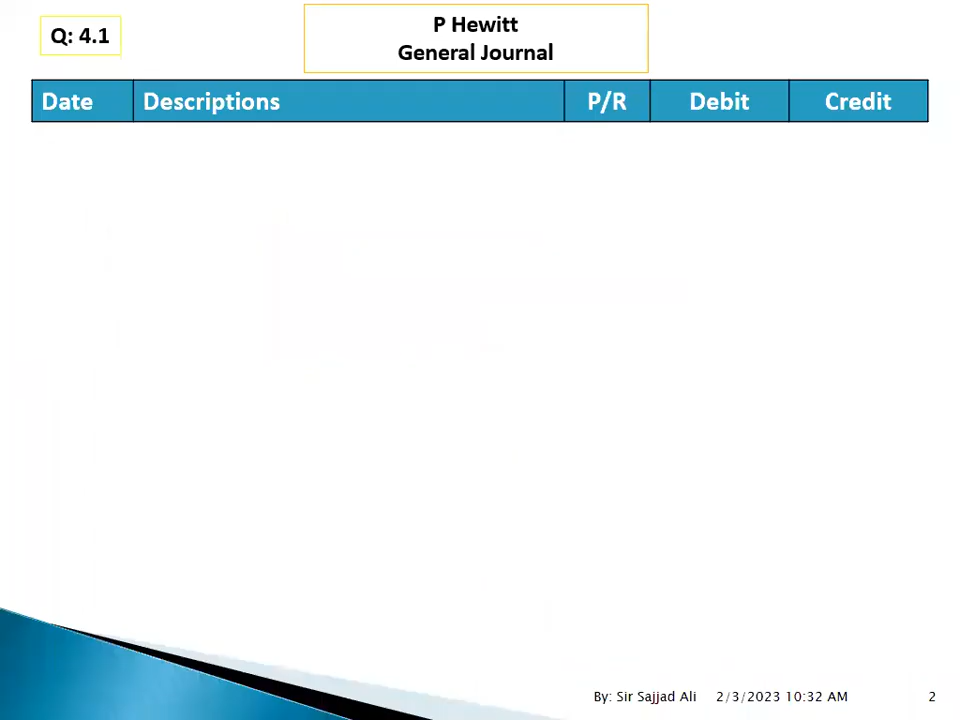 Q: 4.1
P Hewitt
General Journal
Date Descriptions P/R Debit Credit
By: Sir Sajjad Ali 2/3/2023 10:32 AM 2